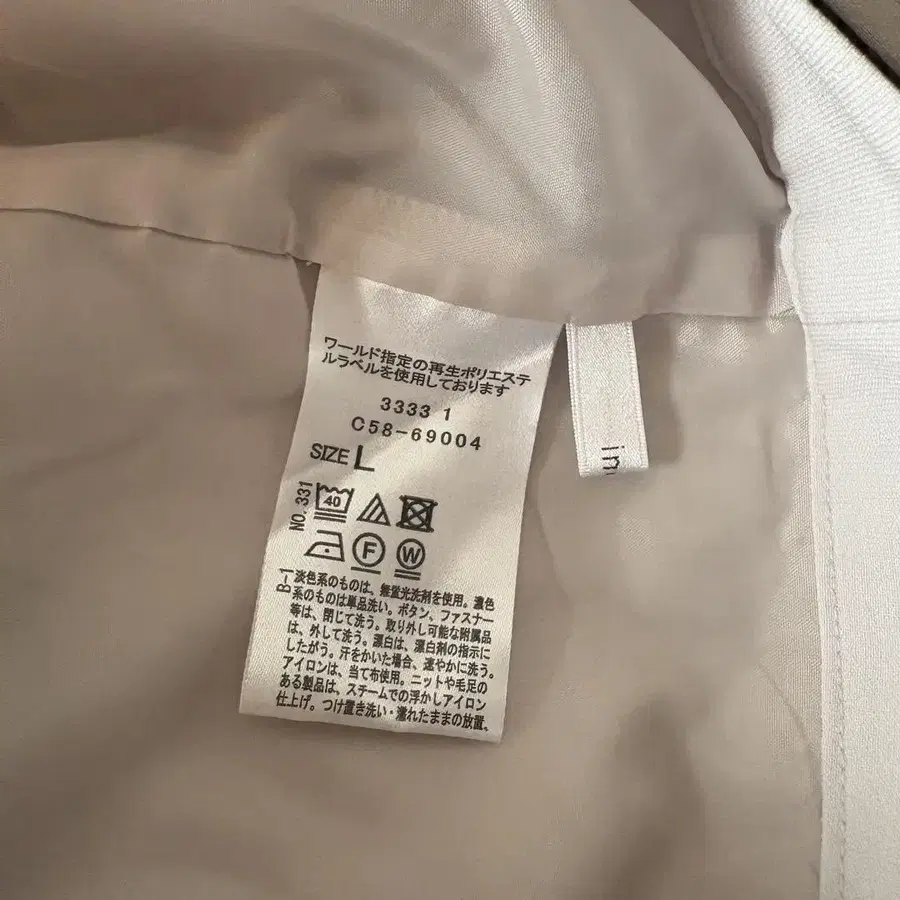 ワールド指定の再生ポリエステ
ルラベルを使用しております
3333 1
C58-69004
SIZE L
NO. 331
40
F
W
B-1
淡色系のものは、無蛍光洗剤を使用。濃色
系のものは単品洗い。ボタン、ファスナー
等は、閉じて洗う。取り外し可能な附属品
は、外して洗う。漂白は、漂白剤の指示に
したがう。汗をかいた場合、速やかに洗う。
アイロンは、当て布使用。ニットや毛足の
ある製品は、スチームでの浮かしアイロン
仕上げ。つけ置き洗い・濡れたままの放置。
in